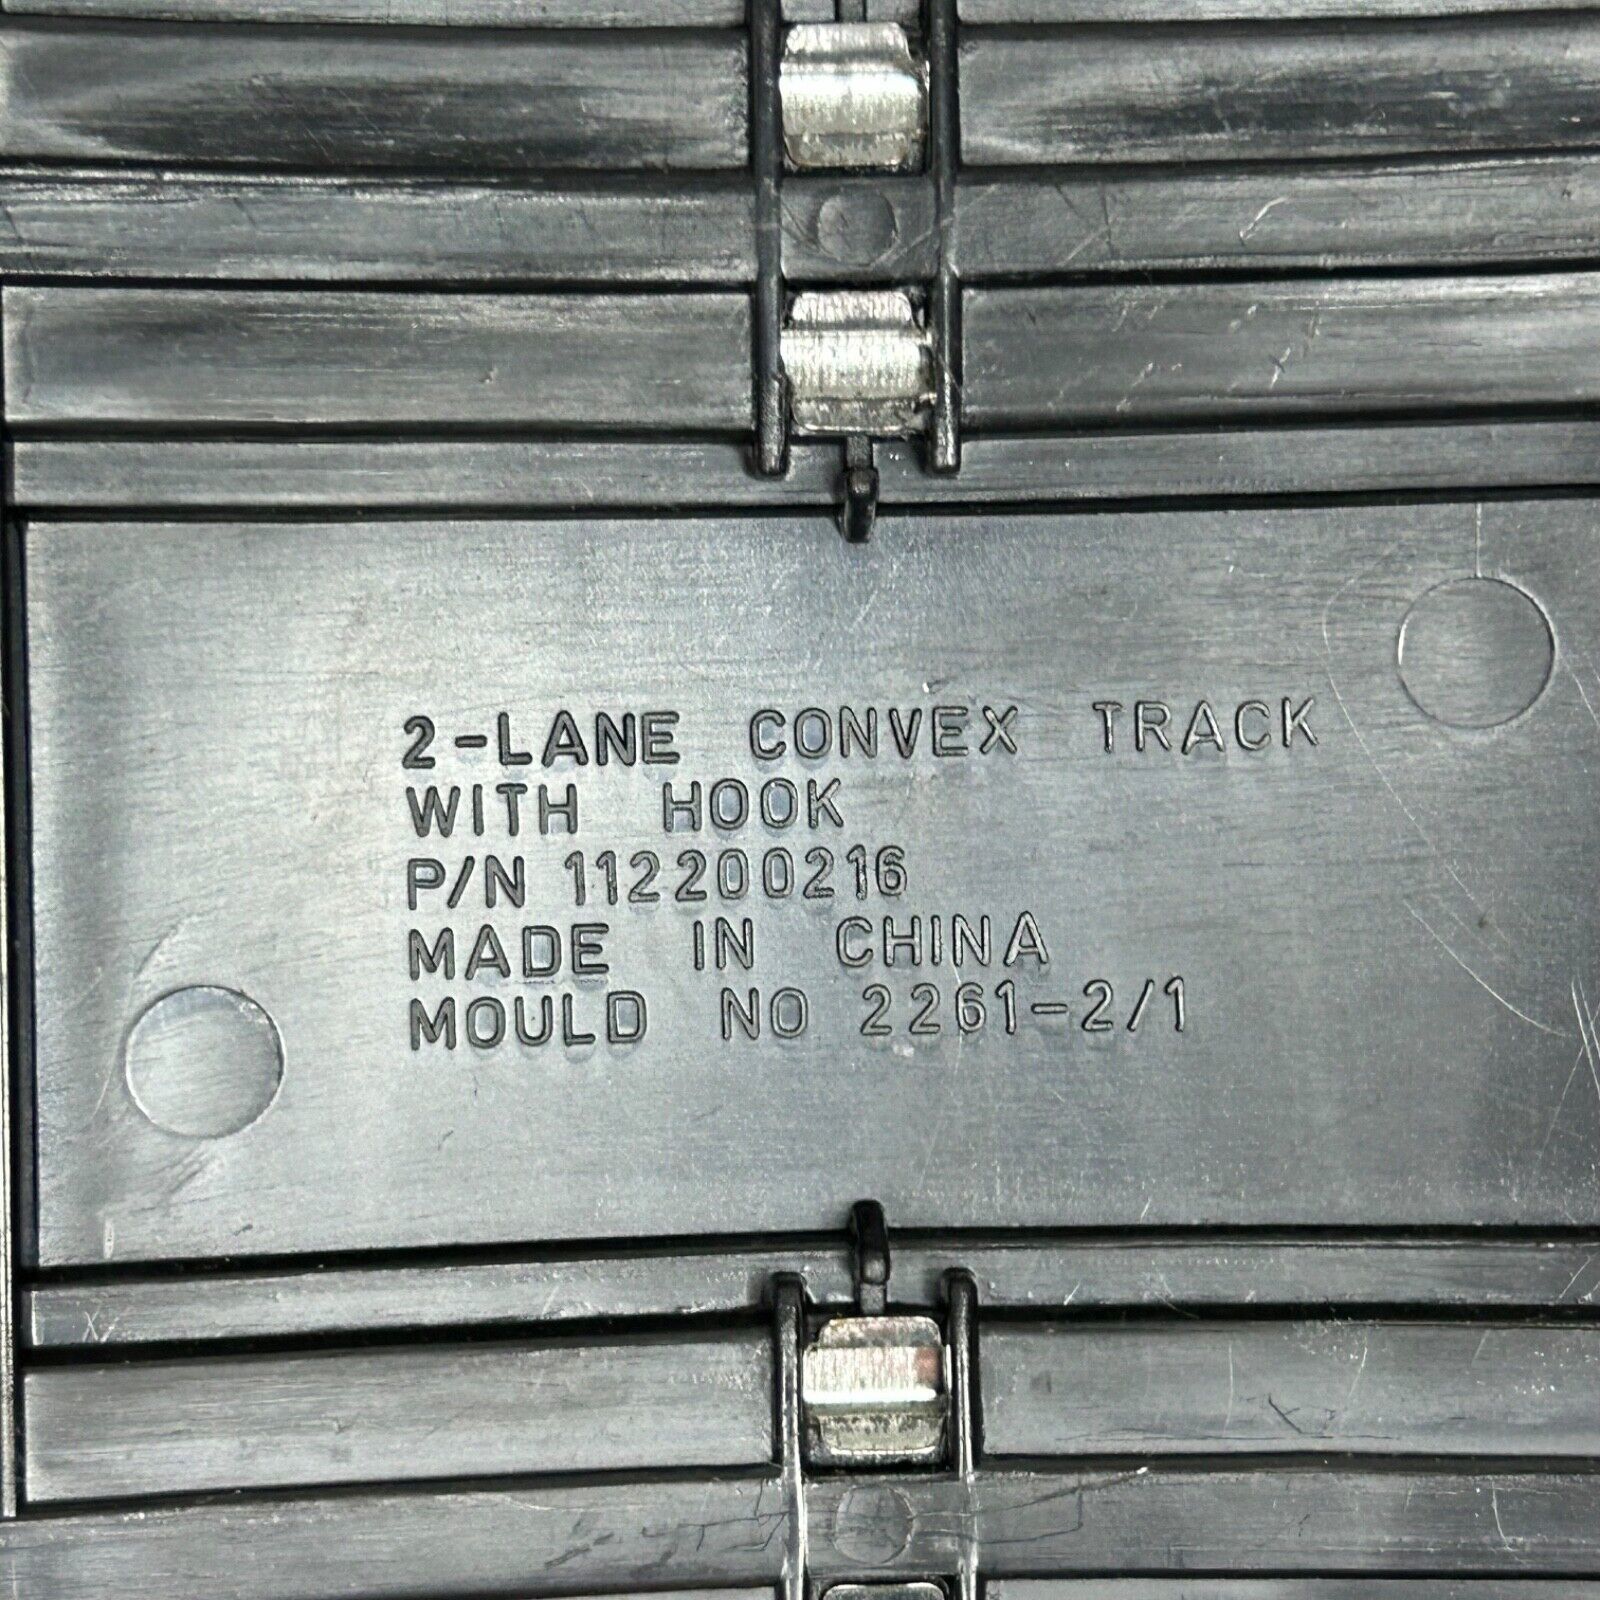 2-LANE CONVEX TRACK
WITH HOOK
P/N 112200216
MADE IN CHINA
MOULD NO 2261-2/1